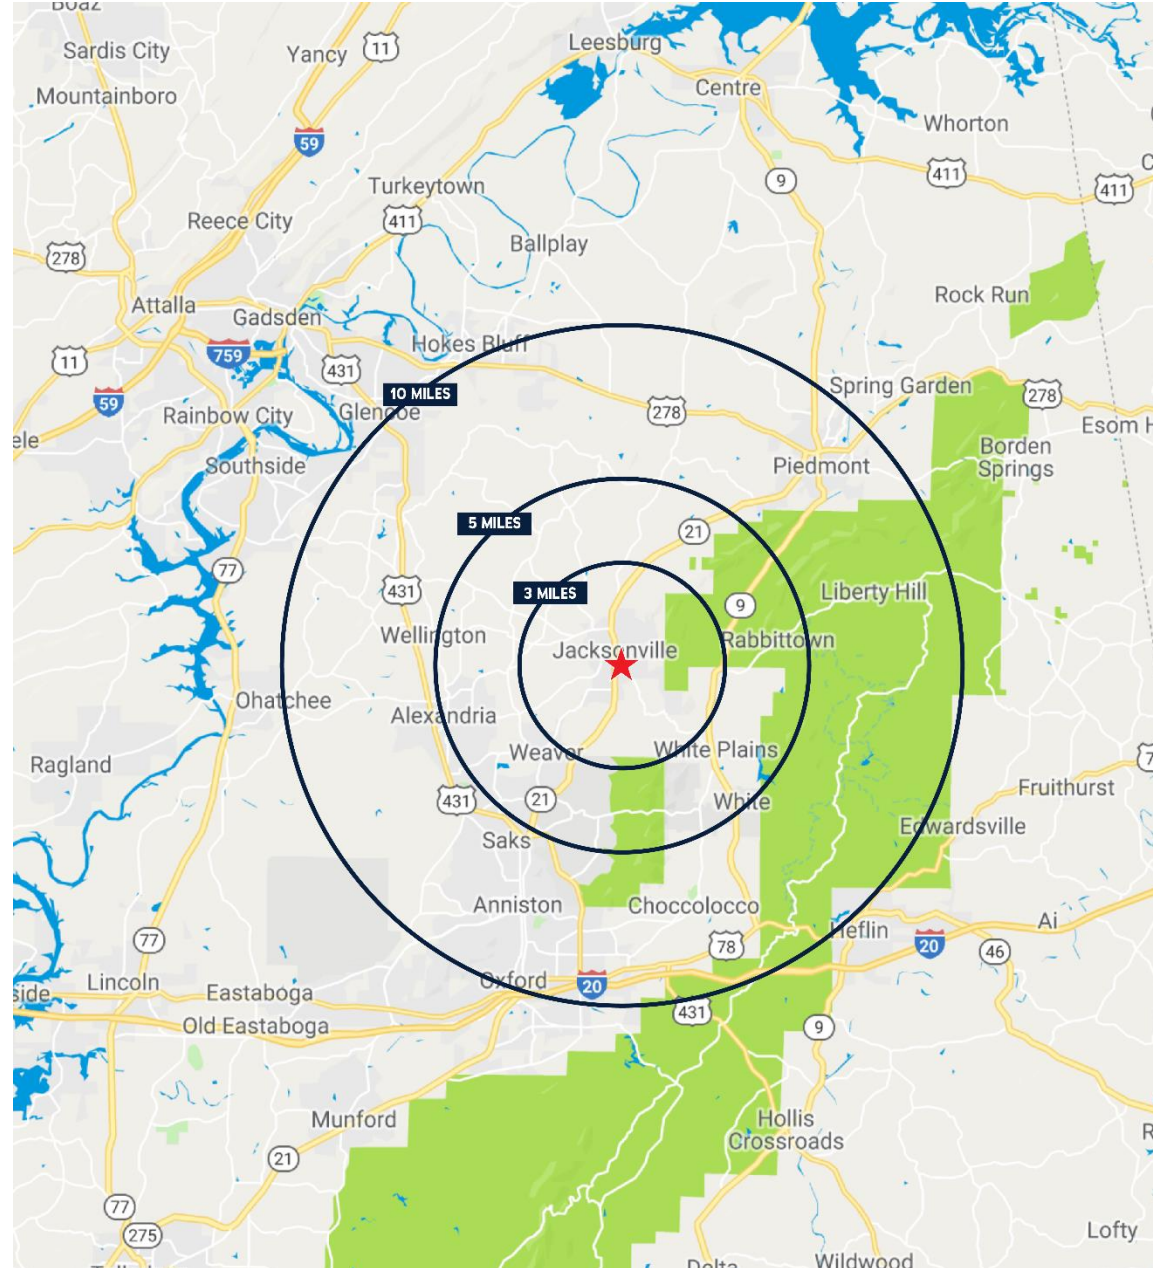 Boaz
Sardis City
Yancy
11
Leesburg
Centre
Mountainboro
Whorton
59
9
411
411
Turkeytown
411
Reece City
Ballplay
278
Attalla
Gadsden
Rock Run
Hokes Bluff
759
11
431
10 MILES
Spring Garden
278
59
Rainbow City
Glencoe
278
Borden
Springs
Southside
Piedmont
5 MILES
21
77
431
3 MILES
9
Liberty Hill
Wellington
Jacksonville
Rabbittown
Ohatchee
Alexandria
Weaver
White Plains
Ragland
431
21
White
Fruithurst
Saks
Edwardsville
Anniston
Choccolocco
Ai
77
78
Heflin
20
46
Lincoln
Eastaboga
Oxford
20
Old Eastaboga
431
9
Munford
Hollis
Crossroads
21
77
275
Lofty
Delta
Wildwood